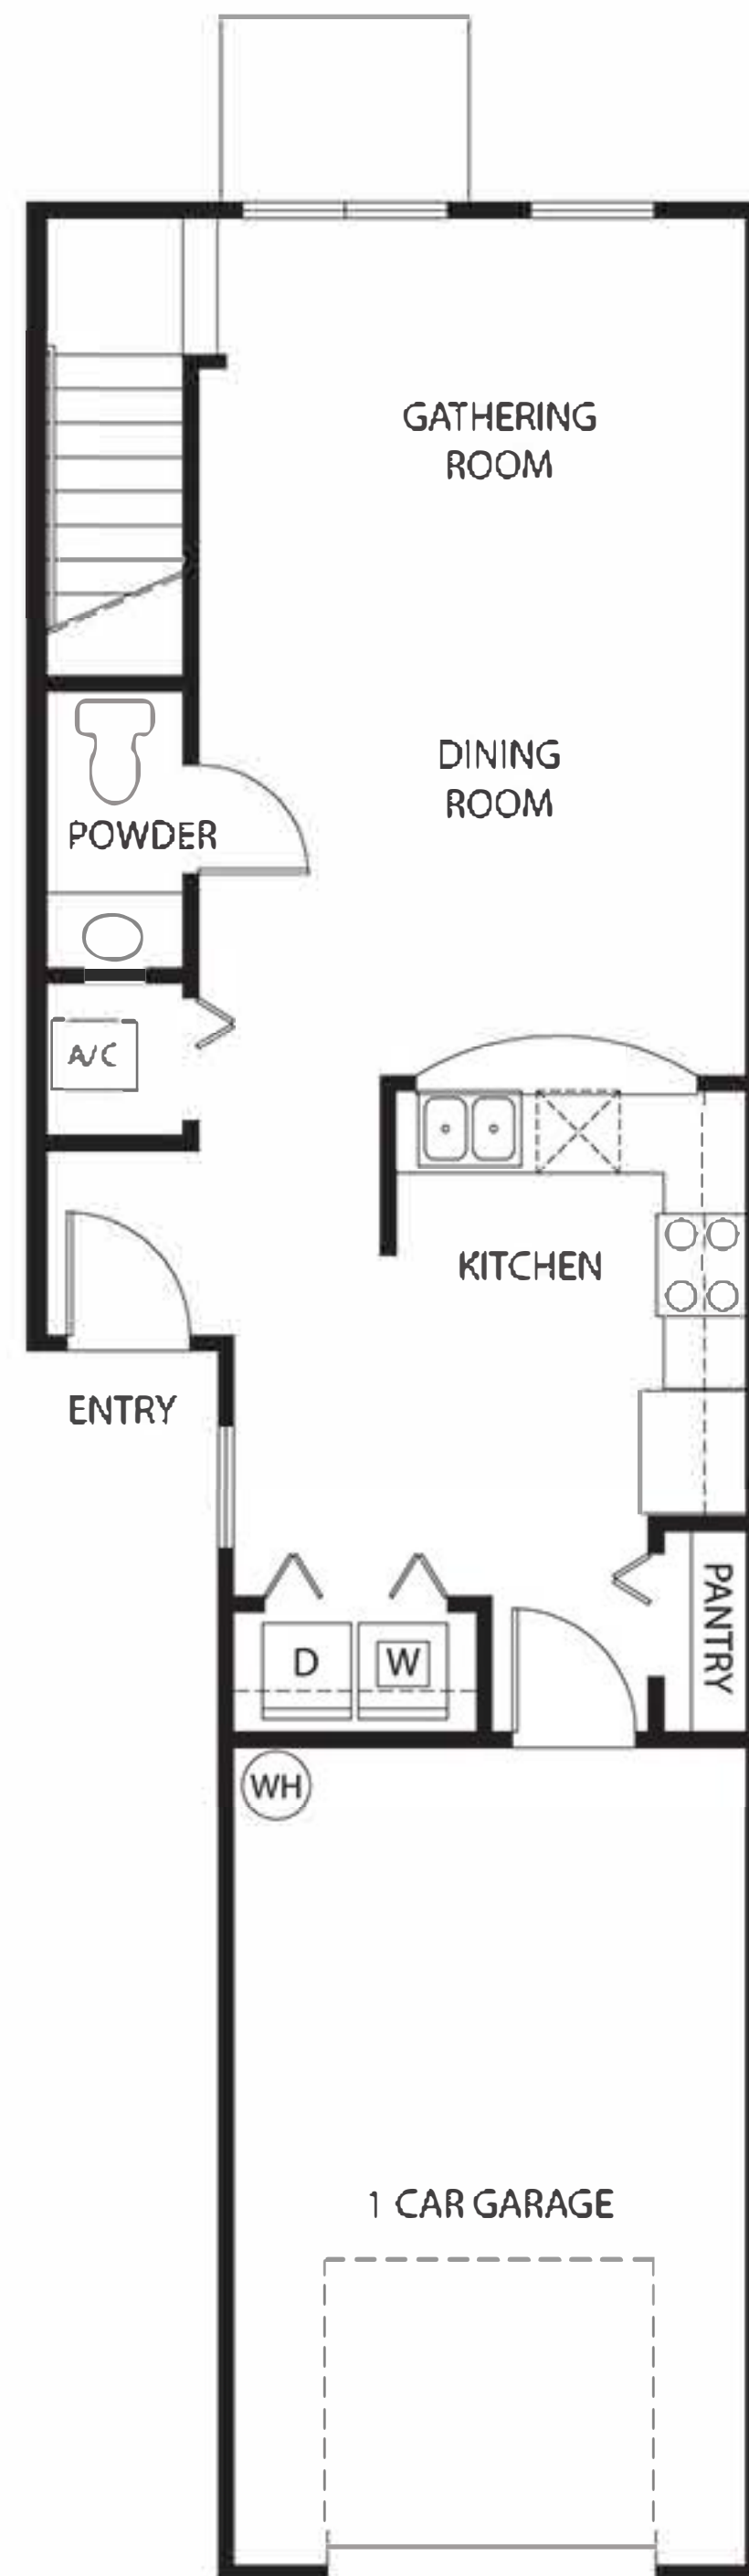 GATHERING
ROOM
DINING
ROOM
POWDER
A/C
KITCHEN
ENTRY
PANTRY
D
W
WH
1 CAR GARAGE